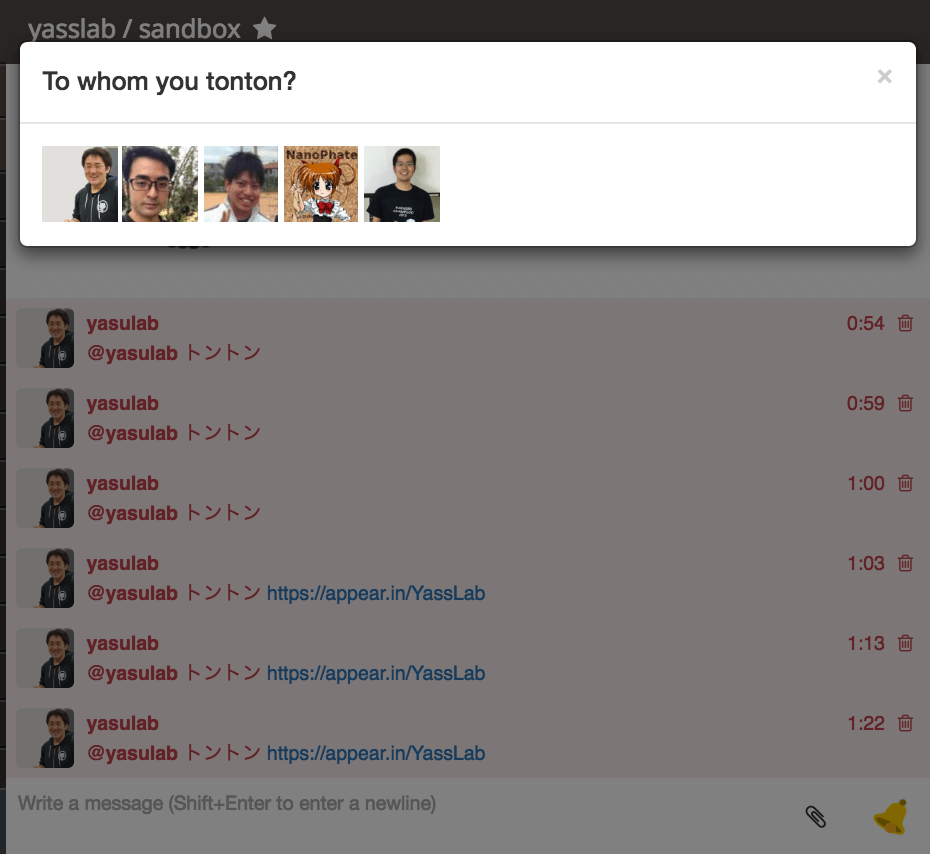 yasslab / sandbox
To whom you tonton?
×
NanoPhate
yasulab
0:54
@yasulab トントン
yasulab
0:59
@yasulab トントン
yasulab
1:00
@yasulab トントン
yasulab
1:03
@yasulab トントン https://appear.in/YassLab
yasulab
1:13
@yasulab トントン https://appear.in/YassLab
yasulab
1:22
@yasulab トントン https://appear.in/YassLab
Write a message (Shift+Enter to enter a newline)